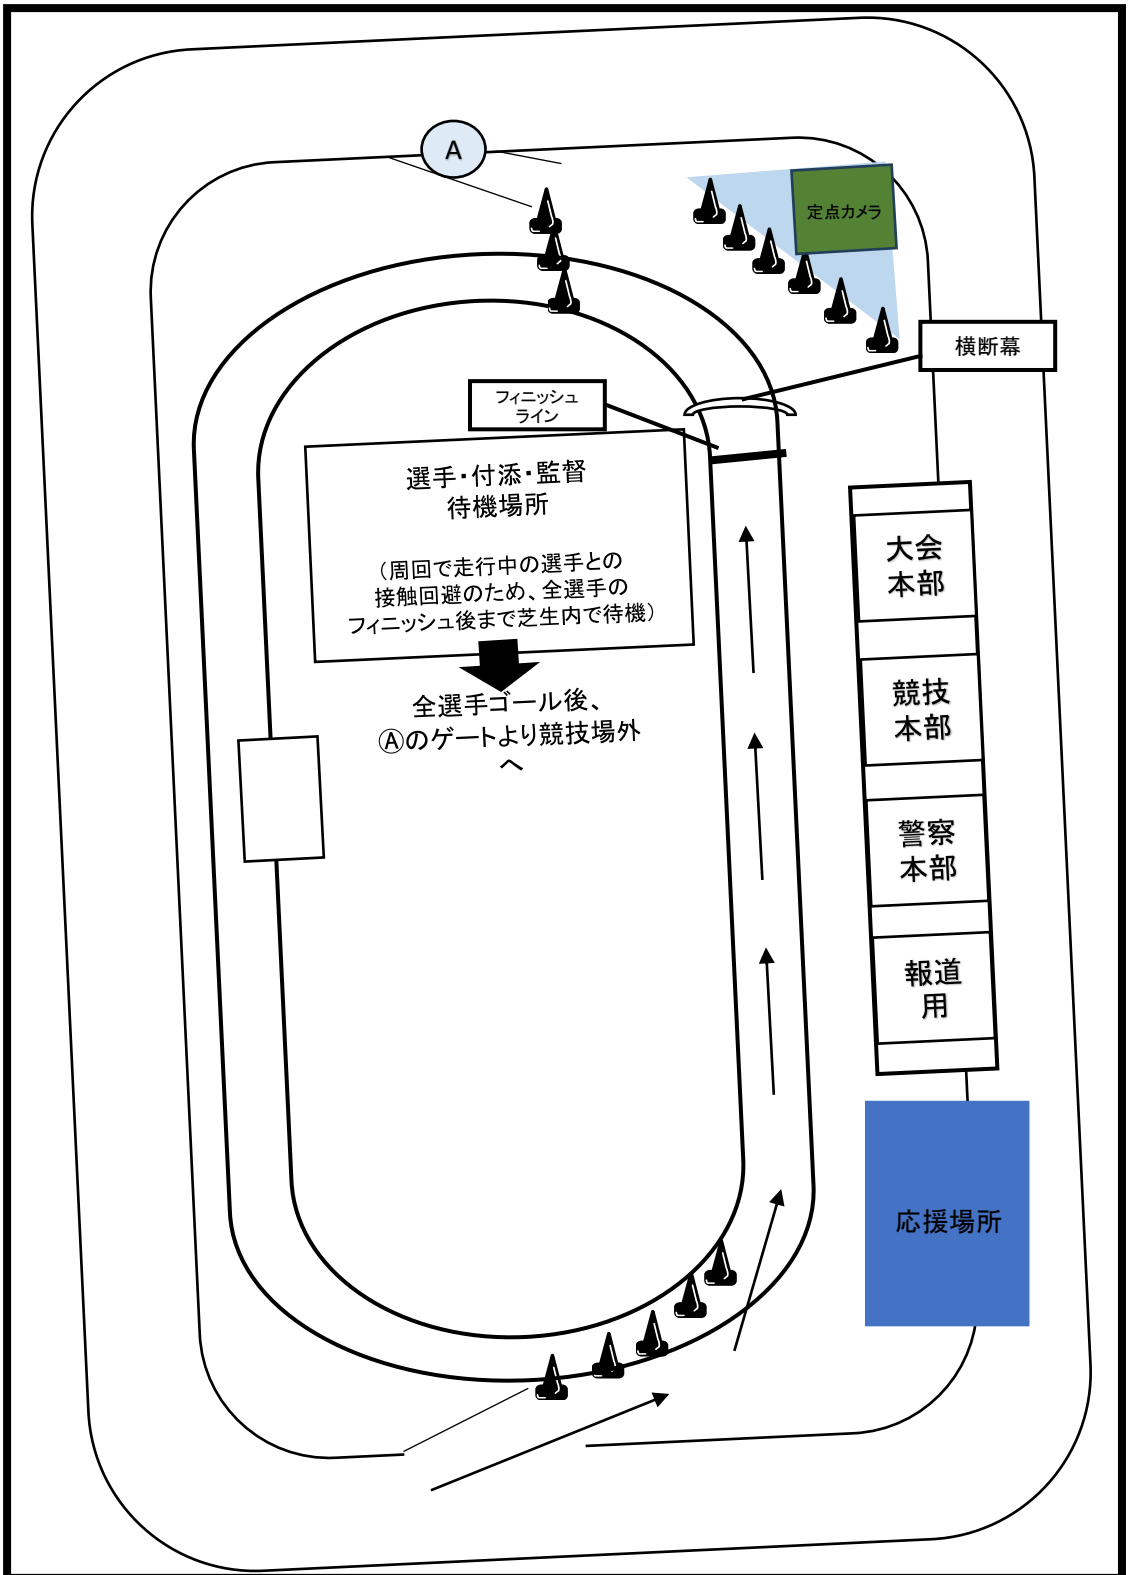 A
定点カメラ
横断幕
フィニッシュ
ライン
選手・付添・監督
待機場所
（周回で走行中の選手との
接触回避のため、全選手の
フィニッシュ後まで芝生内で待機）
全選手ゴール後、
Ⓐのゲートより競技場外
へ
大会
本部
競技
本部
警察
本部
報道
用
応援場所